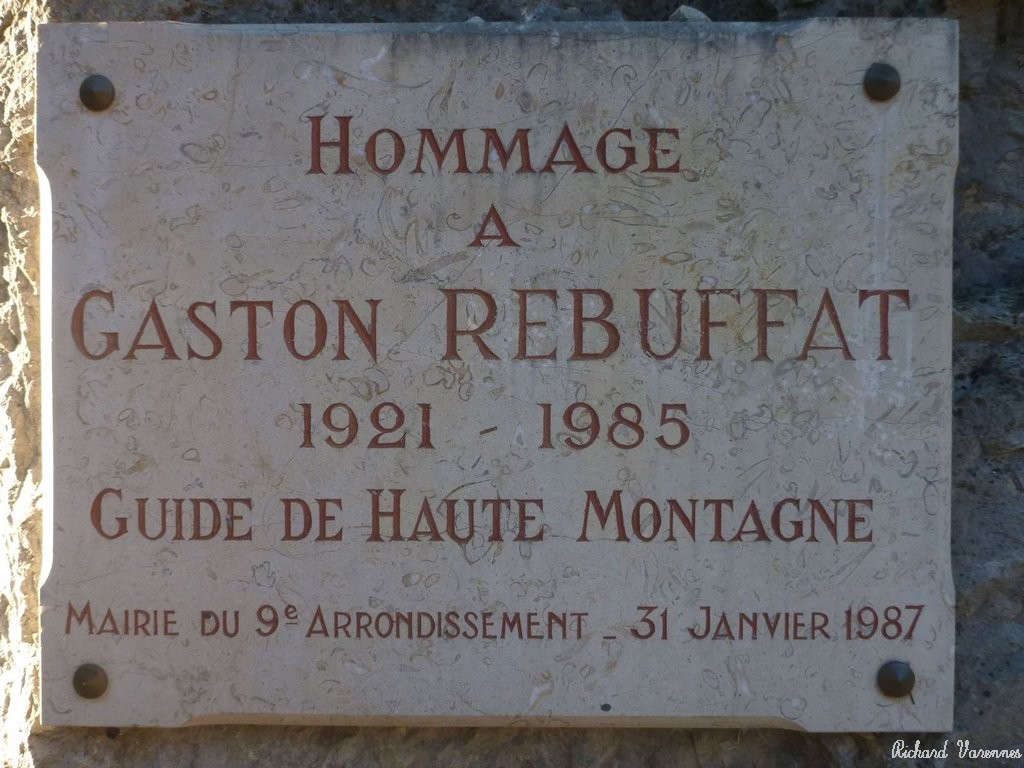 HOMMAGE
A
GASTON REBUFFAT
1921 - 1985
GUIDE DE HAUTE MONTAGNE
MAIRIE DU 9e ARRONDISSEMENT - 31 JANVIER 1987
Richard Varennes